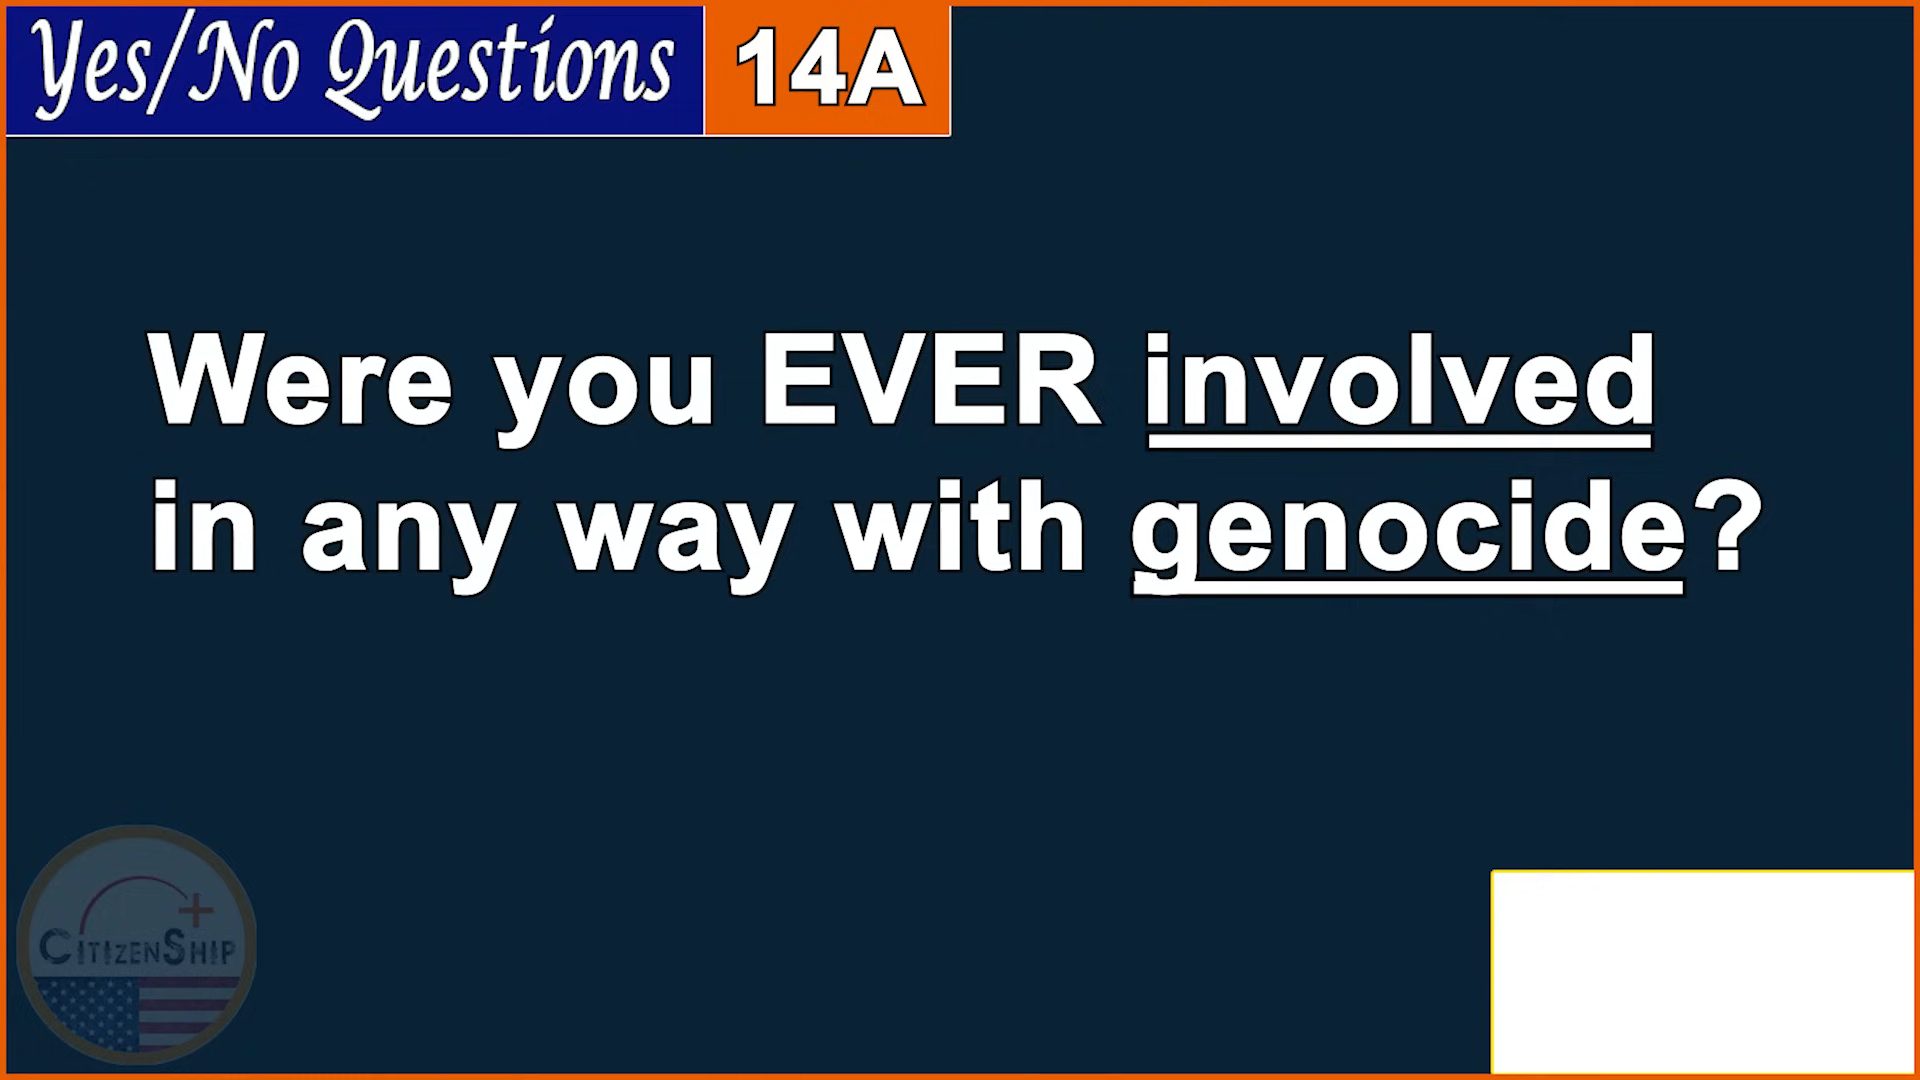 Yes/No Questions 14A
Were you EVER involved
in any way with genocide?
CITIZENSHIP